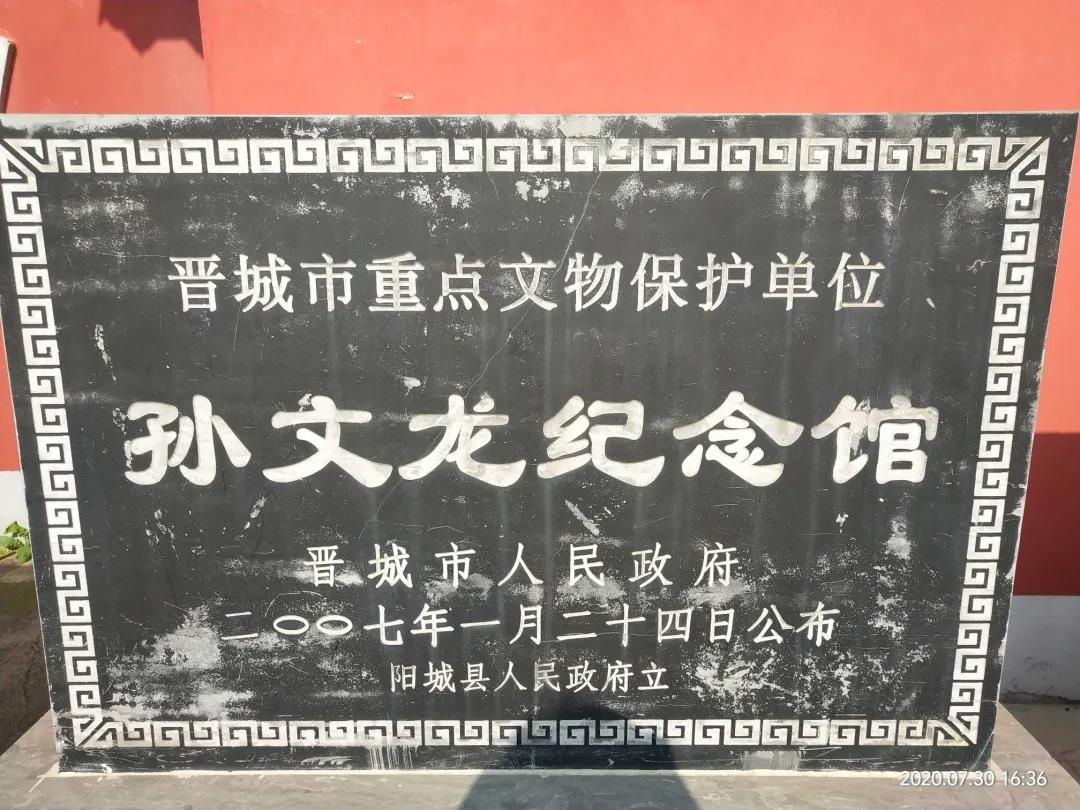 晋城市重点文物保护单位
孙文龙纪念馆
晋城市人民政府
二〇〇七年一月二十四日公布
阳城县人民政府立
2020.07.30 16:36